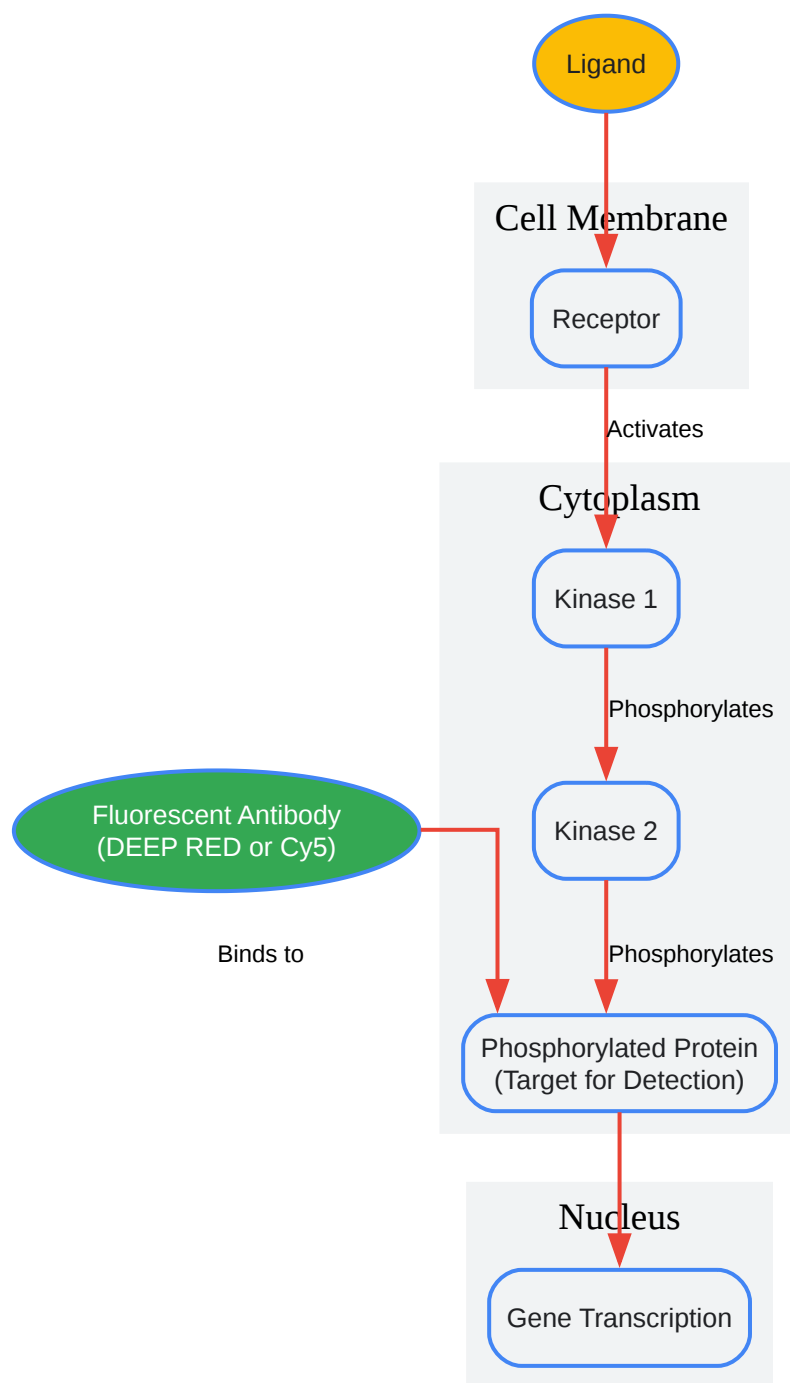 Ligand
Cell Membrane
Receptor
Activates
Cytoplasm
Kinase 1
Phosphorylates
Fluorescent Antibody
(DEEP RED or Cy5)
Kinase 2
Binds to
Phosphorylates
Phosphorylated Protein
(Target for Detection)
Nucleus
Gene Transcription